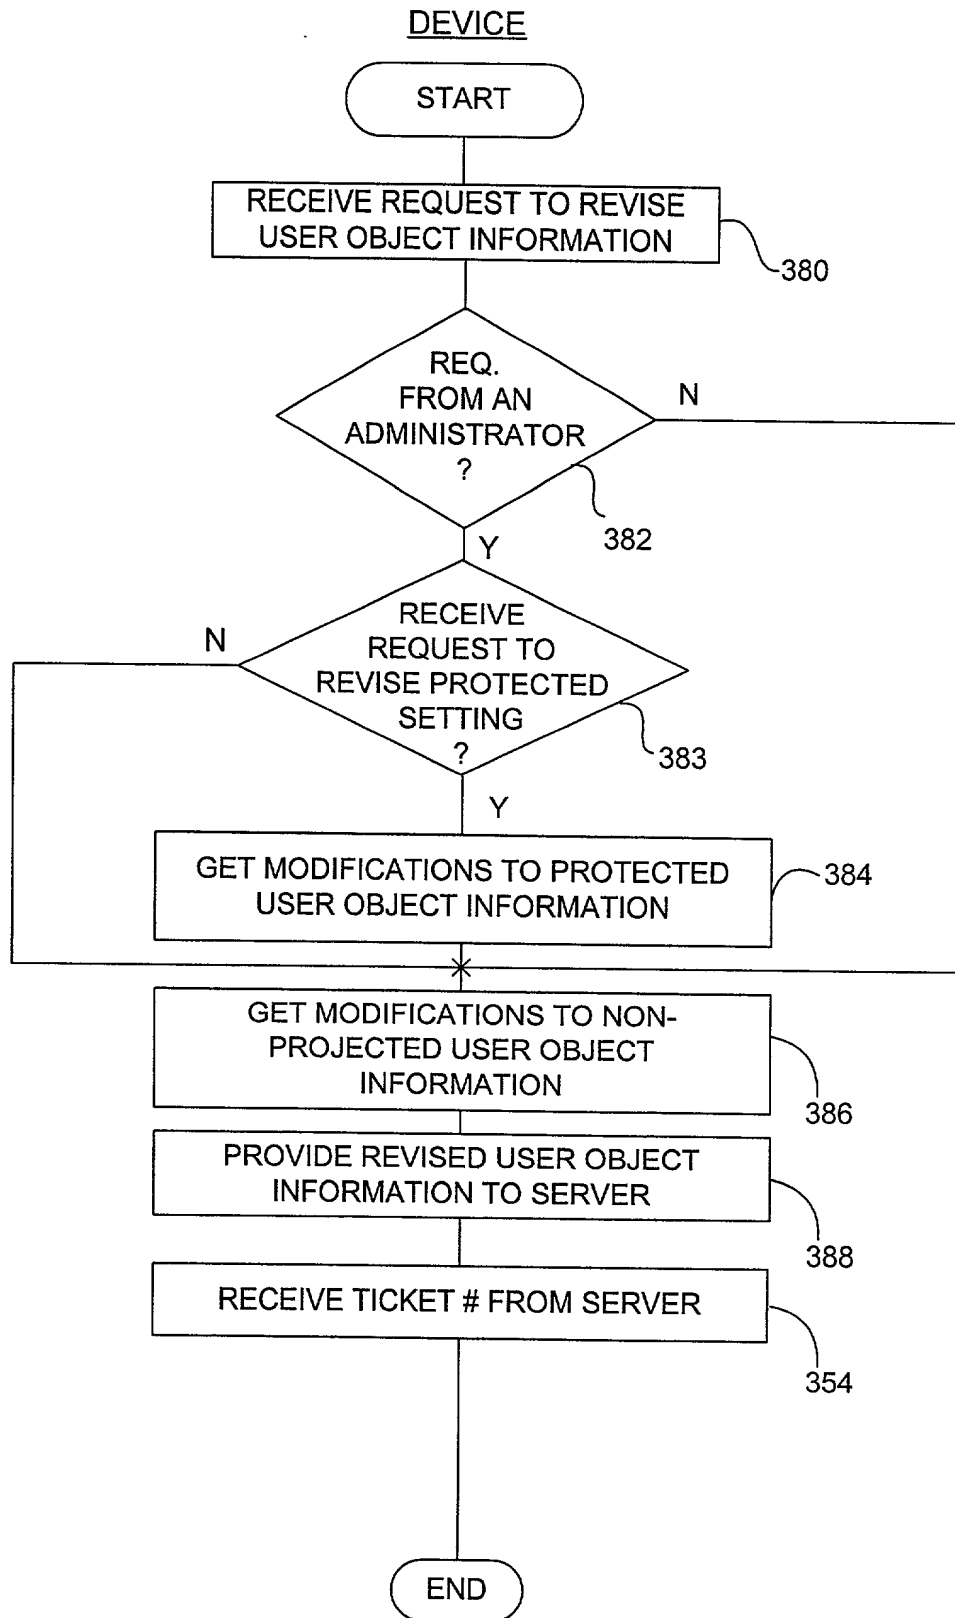 DEVICE
START
RECEIVE REQUEST TO REVISE
USER OBJECT INFORMATION
380
REQ.
FROM AN
ADMINISTRATOR
?
N
382
Y
RECEIVE
REQUEST TO
REVISE PROTECTED
SETTING
?
N
383
Y
GET MODIFICATIONS TO PROTECTED
USER OBJECT INFORMATION
384
GET MODIFICATIONS TO NON-
PROJECTED USER OBJECT
INFORMATION
386
PROVIDE REVISED USER OBJECT
INFORMATION TO SERVER
388
RECEIVE TICKET # FROM SERVER
354
END